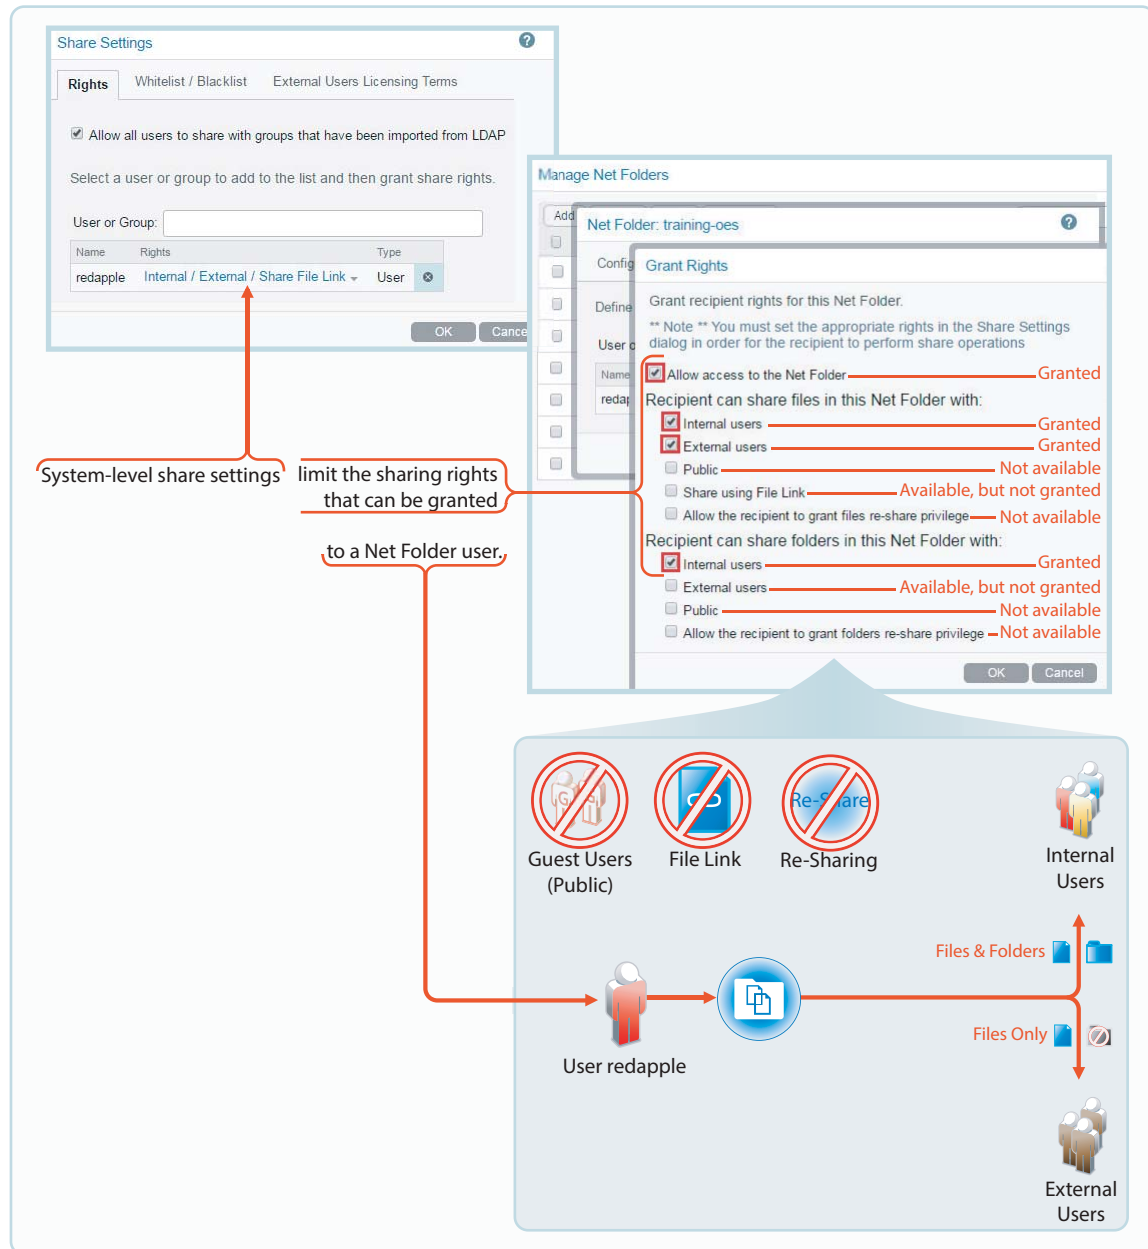 Share Settings
Rights
Whitelist / Blacklist
External Users Licensing Terms
Allow all users to share with groups that have been imported from LDAP
Select a user or group to add to the list and then grant share rights.
User or Group:
Name Rights Type
redapple Internal / External / Share File Link User
OK
Cance
Manage Net Folders
Add
Net Folder: training-oes
Config
Define
User o
Name
redap
Grant Rights
Grant recipient rights for this Net Folder.
** Note ** You must set the appropriate rights in the Share Settings
dialog in order for the recipient to perform share operations
Allow access to the Net Folder Granted
Recipient can share files in this Net Folder with:
Internal users Granted
External users Granted
Public Not available
Share using File Link Available, but not granted
Allow the recipient to grant files re-share privilege Not available
Recipient can share folders in this Net Folder with:
Internal users Granted
External users Available, but not granted
Public Not available
Allow the recipient to grant folders re-share privilege Not available
OK
Cancel
System-level share settings
limit the sharing rights
that can be granted
to a Net Folder user.
G G
Re-Share
Guest Users
(Public)
File Link
Re-Sharing
Internal
Users
Files & Folders
Files Only
User redapple
External
Users